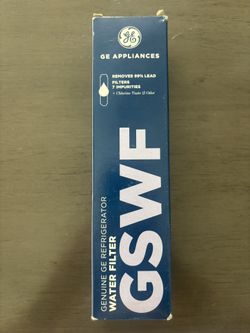 GE APPLIANCES
REMOVES 99% LEAD
FILTERS
7 IMPURITIES
+ Chlorine Taste & Odor
GENUINE GE REFRIGERATOR
WATER FILTER
GSWF